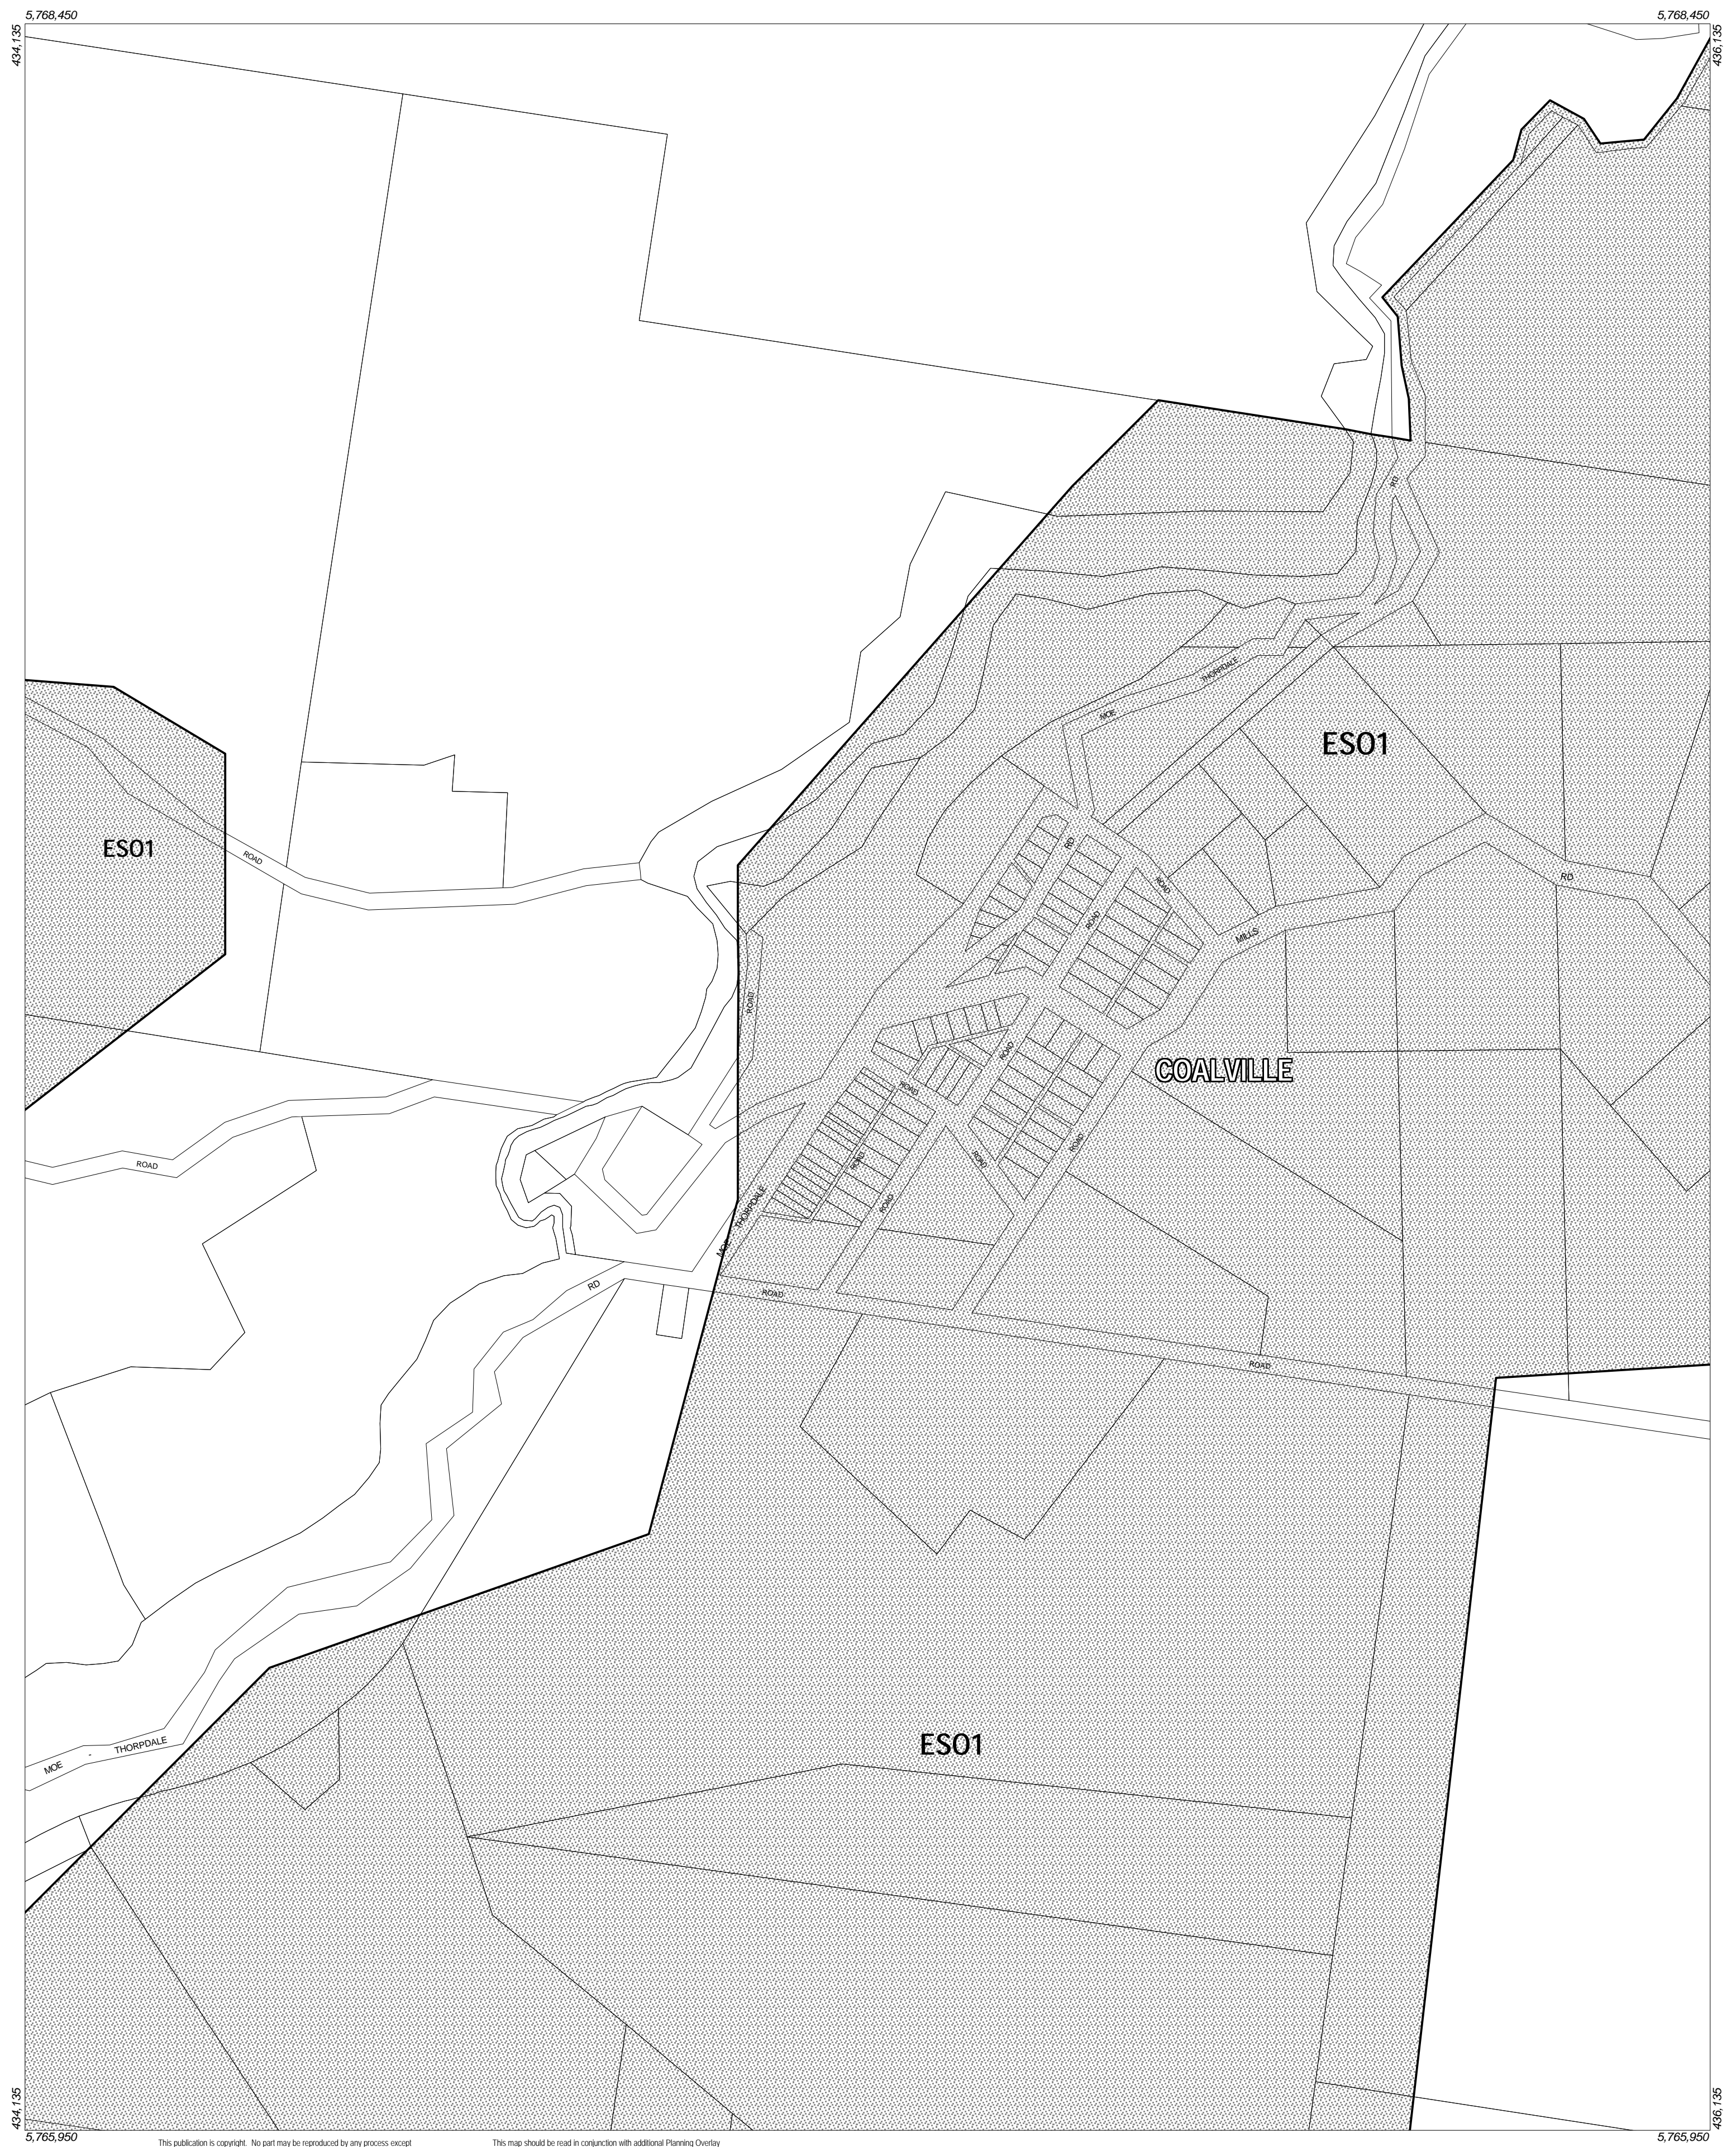 5,768,450
5,768,450
434,135
436,135
RD
THORPDALE
MOE
ESO1
RD
ESO1
ROAD
RD
ROAD
ROAD
MILLS
ROAD
ROAD
COALVILLE
ROAD
ROAD
ROAD
ROAD
ROAD
THORPDALE
ROAD
MOE
RD
ROAD
ROAD
ESO1
THORPDALE
-
MOE
434,135
436,135
5,765,950
5,765,950
This publication is copyright. No part may be reproduced by any process except
This map should be read in conjunction with additional Planning Overlay